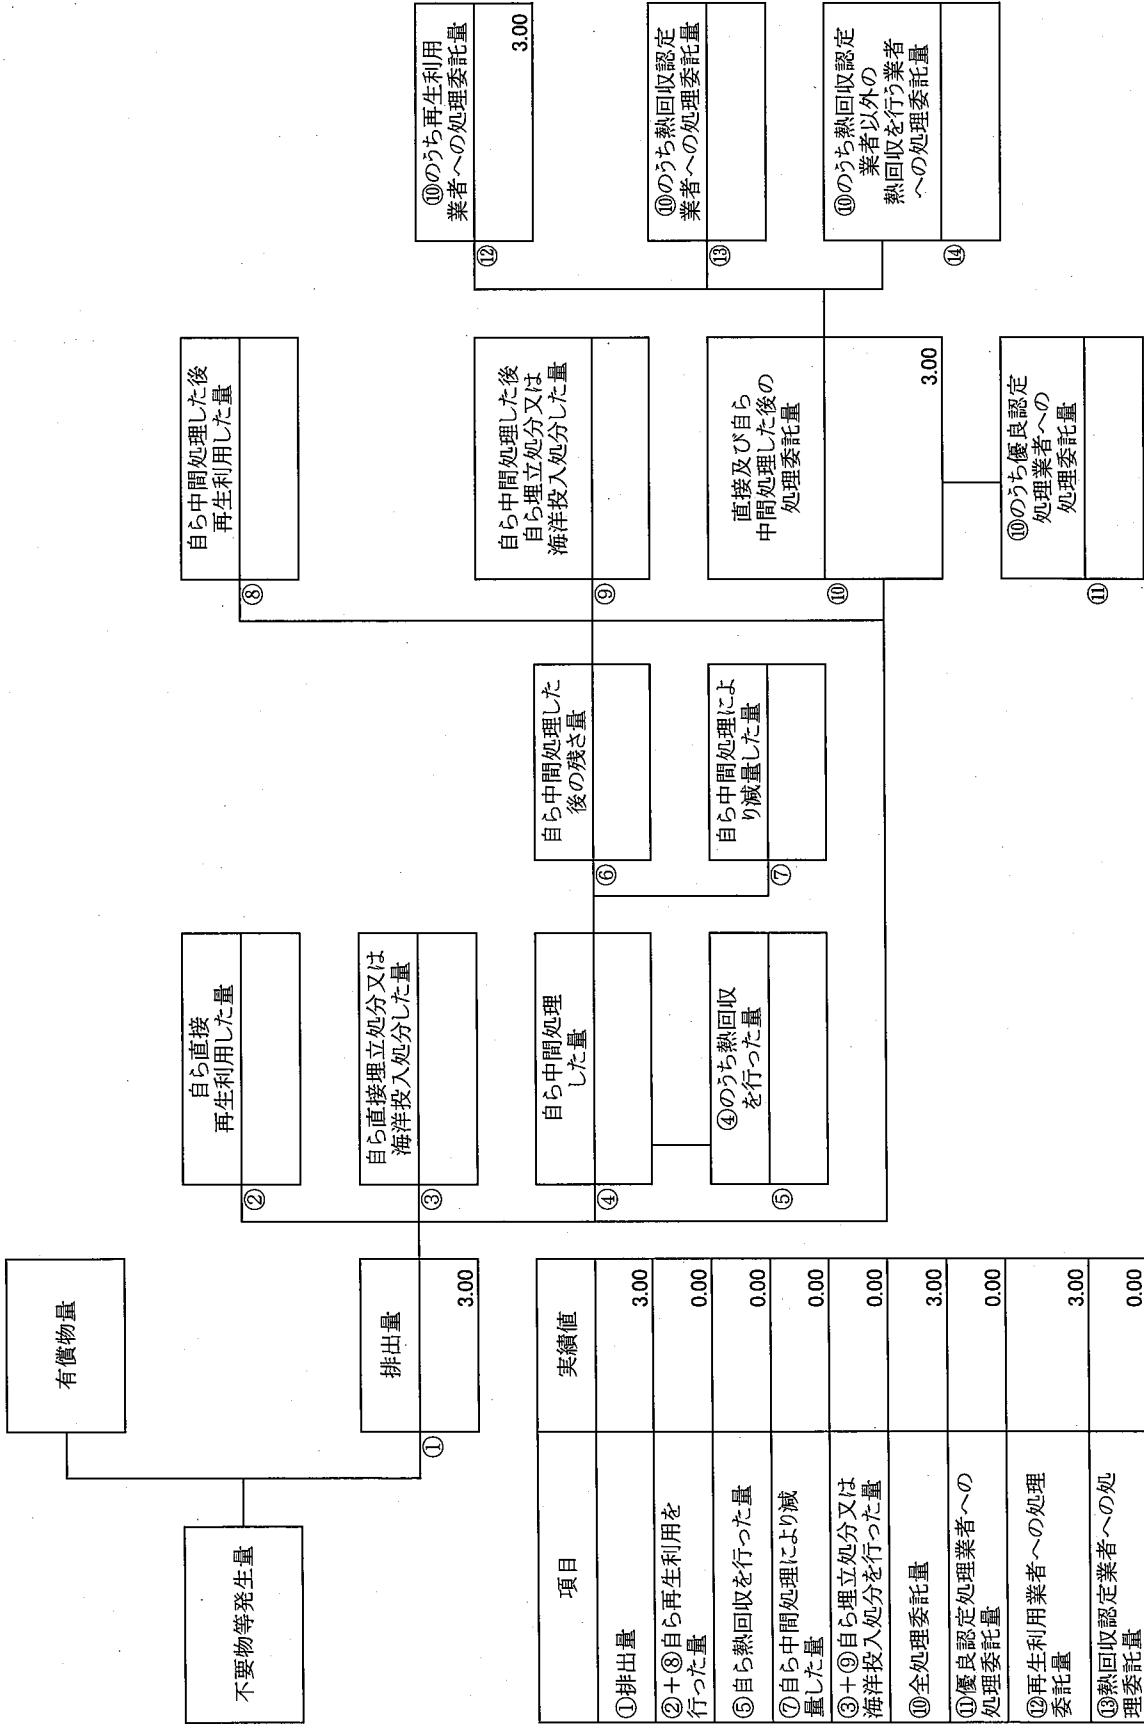 不要物等発生量
有償物量
排出量
①
3.00
自ら直接
再生利用した量
②
自ら直接埋立処分又は
海洋投入処分した量
③
自ら中間処理
した量
④
④のうち熱回収
を行った量
⑤
自ら中間処理した
後の残さ量
⑥
自ら中間処理によ
り減量した量
⑦
自ら中間処理した後
再生利用した量
⑧
自ら中間処理した後
自ら埋立処分又は
海洋投入処分した量
⑨
直接及び自ら
中間処理した後の
処理委託量
⑩
3.00
⑩のうち優良認定
処理業者への
処理委託量
⑪
⑩のうち再生利用
業者への処理委託量
⑫
3.00
⑩のうち熱回収認定
業者への処理委託量
⑬
⑩のうち熱回収認定
業者以外の
熱回収を行う業者
への処理委託量
⑭
項目 実績値
①排出量 3.00
②+⑧自ら再生利用を
行った量 0.00
⑤自ら熱回収を行った量 0.00
⑦自ら中間処理により減
量した量 0.00
③+⑨自ら埋立処分又は
海洋投入処分を行った量 0.00
⑩全処理委託量 3.00
⑪優良認定処理業者への
処理委託量 0.00
⑫再生利用業者への処理
委託量 3.00
⑬熱回収認定業者への処
理委託量 0.00